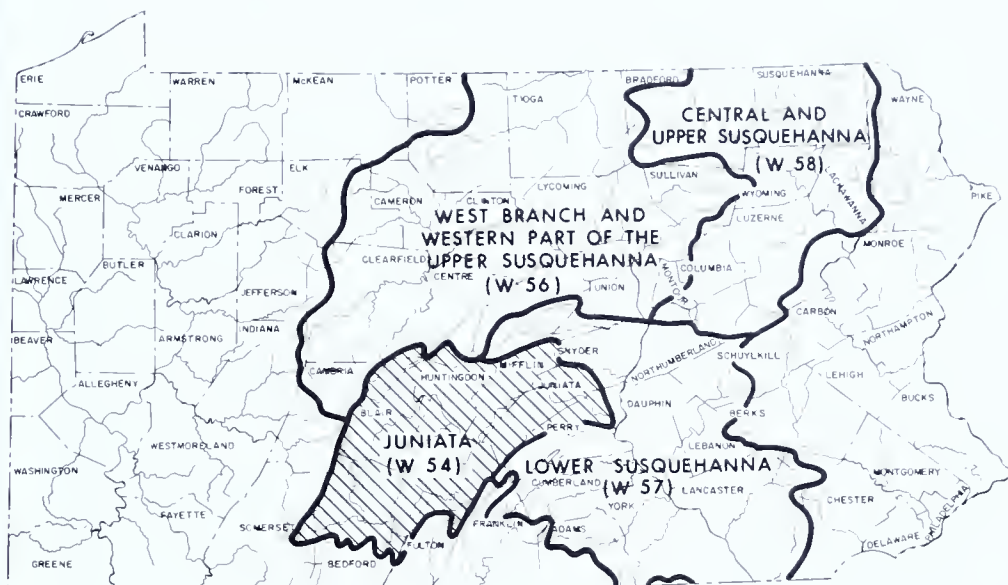 ERIE
WARREN
McKEAN
POTTER
BRADFORD
SUSQUEHANNA
WAYNE
CRAWFORD
TIOGA
CENTRAL AND
UPPER SUSQUEHANNA
(W 58)
VENANGO
ELK
SULLIVAN
LACKAWANNA
FOREST
LYCOMING
WYOMING
PIKE
MERCER
CAMERON
CLINTON
LUZERNE
WEST BRANCH AND
WESTERN PART OF THE
UPPER SUSQUEHANNA
(W 56)
CLARION
MONROE
CLEARFIELD
CENTRE
COLUMBIA
BUTLER
LAWRENCE
JEFFERSON
UNION
MONTOUR
CARBON
INDIANA
BEAVER
ARMSTRONG
NORTHAMPTON
SNYDER
NORTHUMBERLAND
SCHUYLKILL
CAMBRIA
MIFFLIN
ALLEGHENY
HUNTINGDON
JUNIATA
LEHIGH
BUCKS
BLAIR
DAUPHIN
BERKS
PERRY
JUNIATA
(W 54)
WESTMORELAND
LEBANON
LOWER SUSQUEHANNA
(W 57)
WASHINGTON
CUMBERLAND
LANCASTER
MONTGOMERY
YORK
CHESTER
PHILADELPHIA
FAYETTE
SOMERSET
FRANKLIN
ADAMS
FULTON
DELAWARE
GREENE
BEDFORD